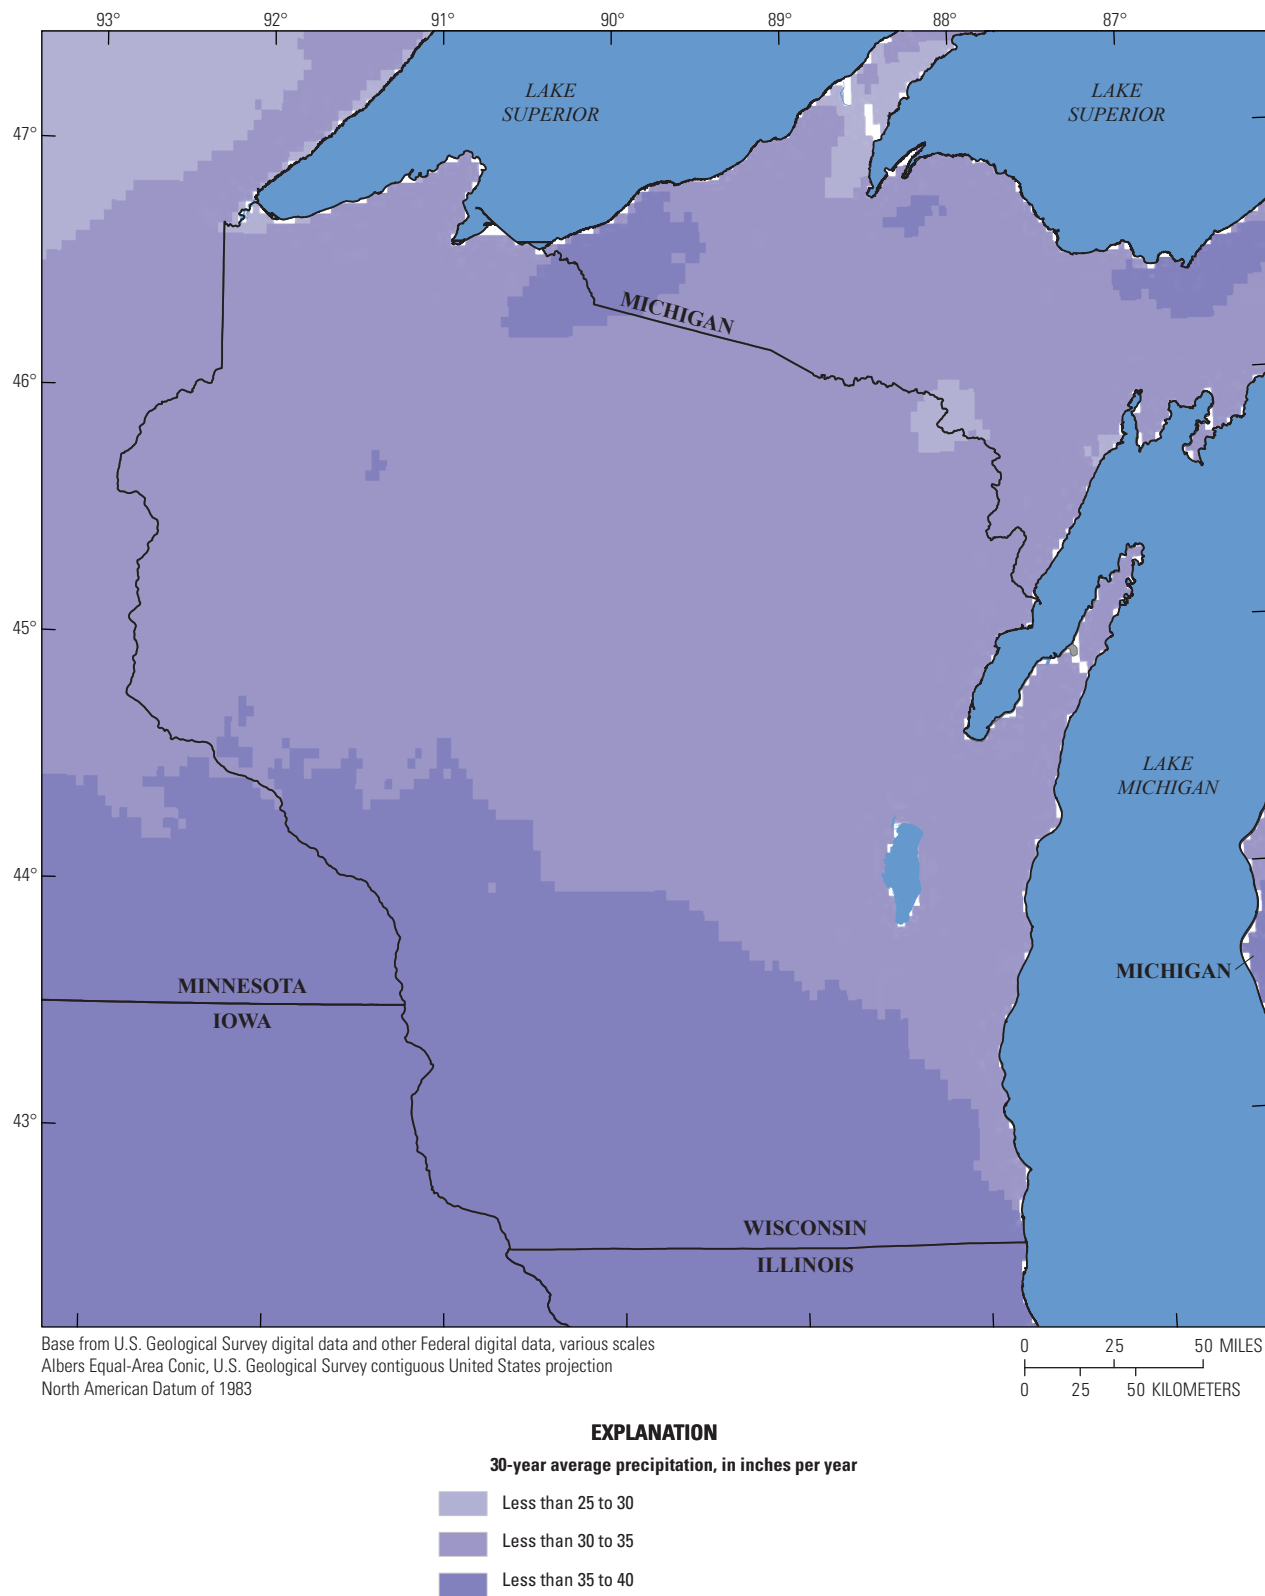 93°
92°
91°
90°
89°
88°
87°
LAKE
SUPERIOR
LAKE
SUPERIOR
47°
MICHIGAN
46°
45°
LAKE
MICHIGAN
44°
MICHIGAN
MINNESOTA
IOWA
43°
WISCONSIN
ILLINOIS
Base from U.S. Geological Survey digital data and other Federal digital data, various scales
Albers Equal-Area Conic, U.S. Geological Survey contiguous United States projection
North American Datum of 1983
0 25 50 MILES
0 25 50 KILOMETERS
EXPLANATION
30-year average precipitation, in inches per year
Less than 25 to 30
Less than 30 to 35
Less than 35 to 40